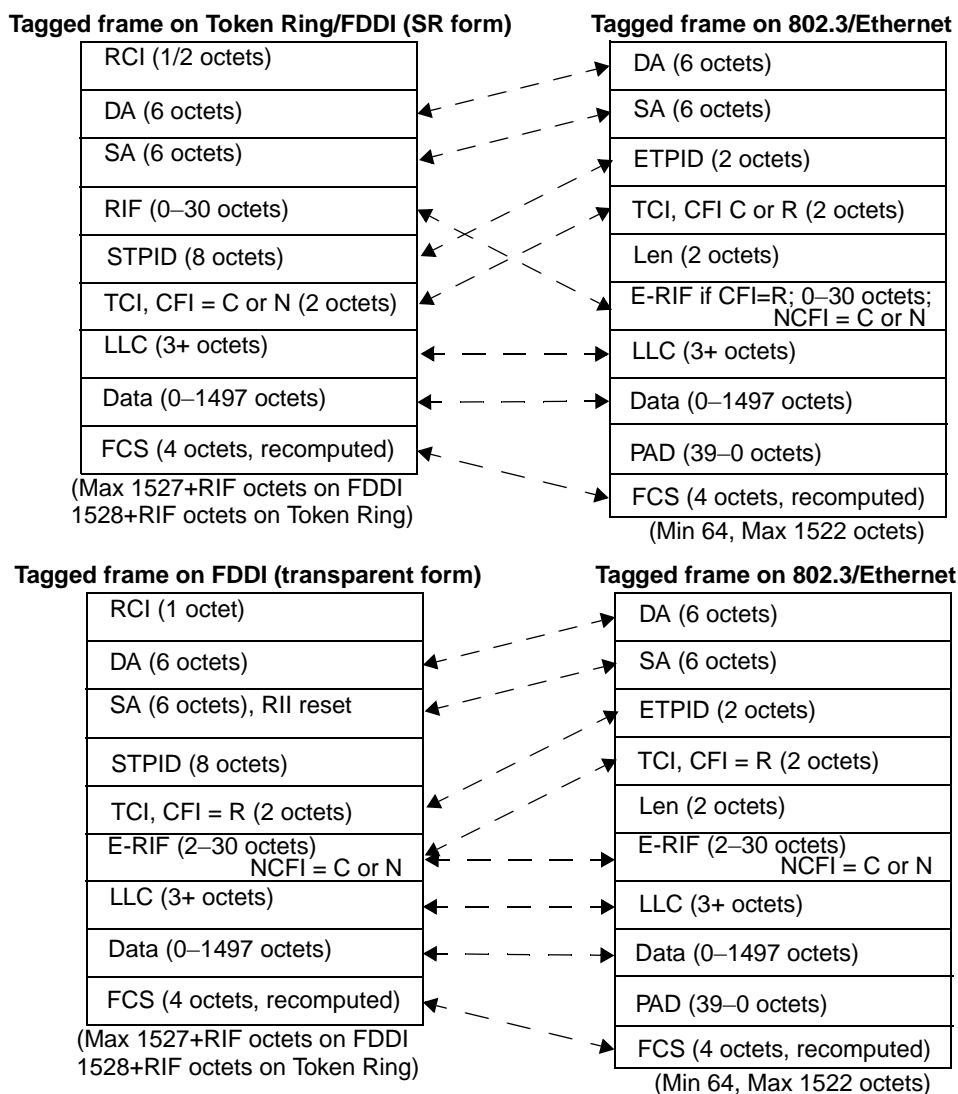 Tagged frame on Token Ring/FDDI (SR form)
RCI (1/2 octets)
DA (6 octets)
SA (6 octets)
RIF (0–30 octets)
STPID (8 octets)
TCI, CFI = C or N (2 octets)
LLC (3+ octets)
Data (0–1497 octets)
FCS (4 octets, recomputed)
(Max 1527+RIF octets on FDDI
1528+RIF octets on Token Ring)
Tagged frame on 802.3/Ethernet
DA (6 octets)
SA (6 octets)
ETPID (2 octets)
TCI, CFI C or R (2 octets)
Len (2 octets)
E-RIF if CFI=R; 0–30 octets;
NCFI = C or N
LLC (3+ octets)
Data (0–1497 octets)
PAD (39–0 octets)
FCS (4 octets, recomputed)
(Min 64, Max 1522 octets)
Tagged frame on FDDI (transparent form)
RCI (1 octet)
DA (6 octets)
SA (6 octets), RII reset
STPID (8 octets)
TCI, CFI = R (2 octets)
E-RIF (2–30 octets)
NCFI = C or N
LLC (3+ octets)
Data (0–1497 octets)
FCS (4 octets, recomputed)
(Max 1527+RIF octets on FDDI
1528+RIF octets on Token Ring)
Tagged frame on 802.3/Ethernet
DA (6 octets)
SA (6 octets)
ETPID (2 octets)
TCI, CFI = R (2 octets)
Len (2 octets)
E-RIF (2–30 octets)
NCFI = C or N
LLC (3+ octets)
Data (0–1497 octets)
PAD (39–0 octets)
FCS (4 octets, recomputed)
(Min 64, Max 1522 octets)